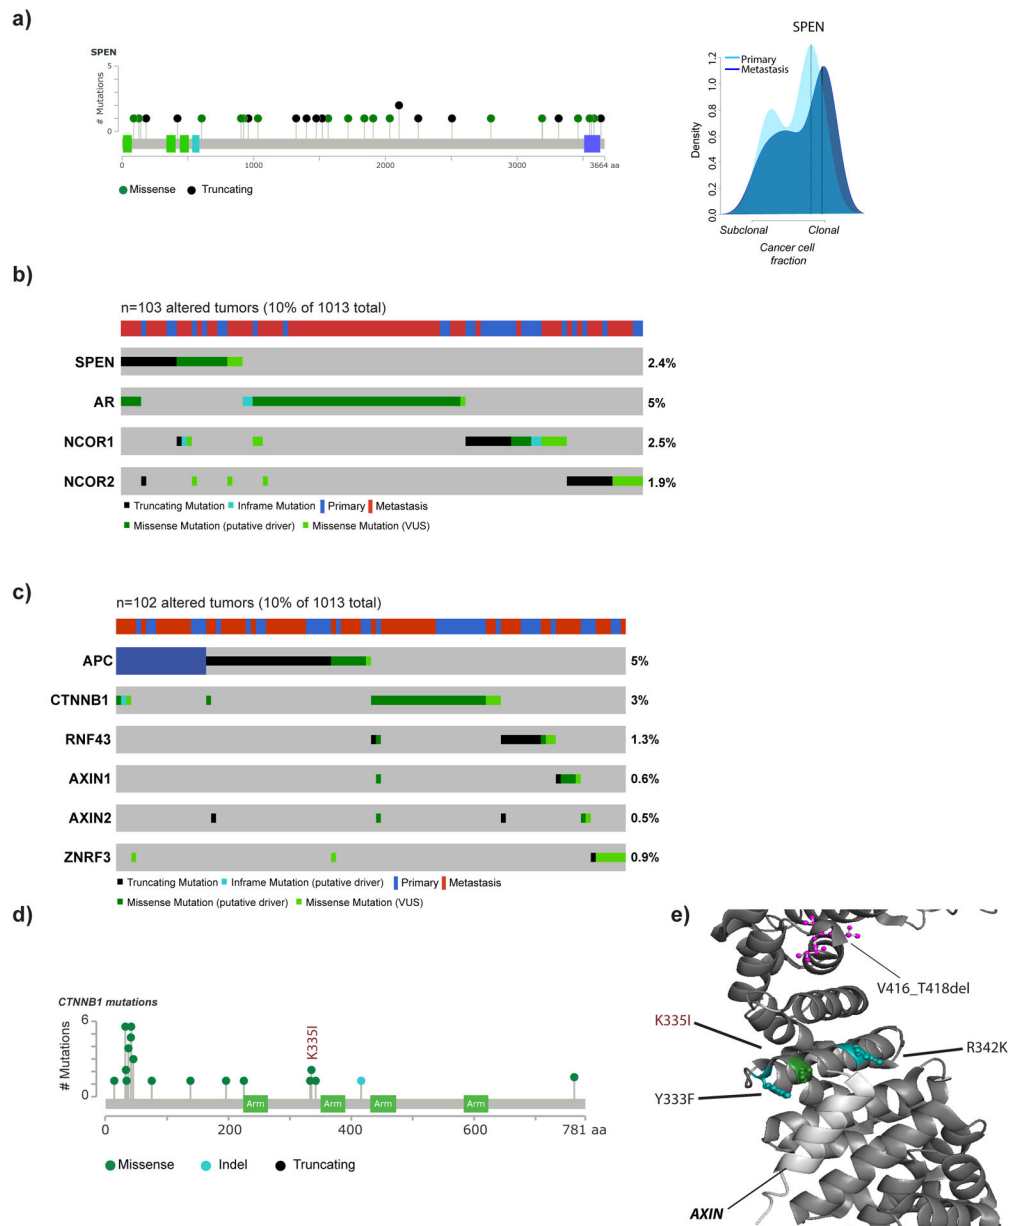 a)
SPEN
5
# Mutations
0
0
1000
2000
3000
3664 aa
Missense
Truncating
SPEN
Primary
Metastasis
1.2
1.0
0.8
0.6
0.4
0.2
0.0
Density
Subclonal
Clonal
Cancer cell
fraction
b)
n=103 altered tumors (10% of 1013 total)
SPEN 2.4%
AR 5%
NCOR1 2.5%
NCOR2 1.9%
Truncating Mutation Inframe Mutation Primary Metastasis
Missense Mutation (putative driver) Missense Mutation (VUS)
c)
n=102 altered tumors (10% of 1013 total)
APC 5%
CTNNB1 3%
RNF43 1.3%
AXIN1 0.6%
AXIN2 0.5%
ZNRF3 0.9%
Truncating Mutation Inframe Mutation (putative driver) Primary Metastasis
Missense Mutation (putative driver) Missense Mutation (VUS)
d)
CTNNB1 mutations
6
# Mutations
0
K335I
Arm Arm Arm Arm
0 200 400 600 781 aa
Missense Indel Truncating
e)
V416_T418del
K335I
R342K
Y333F
AXIN